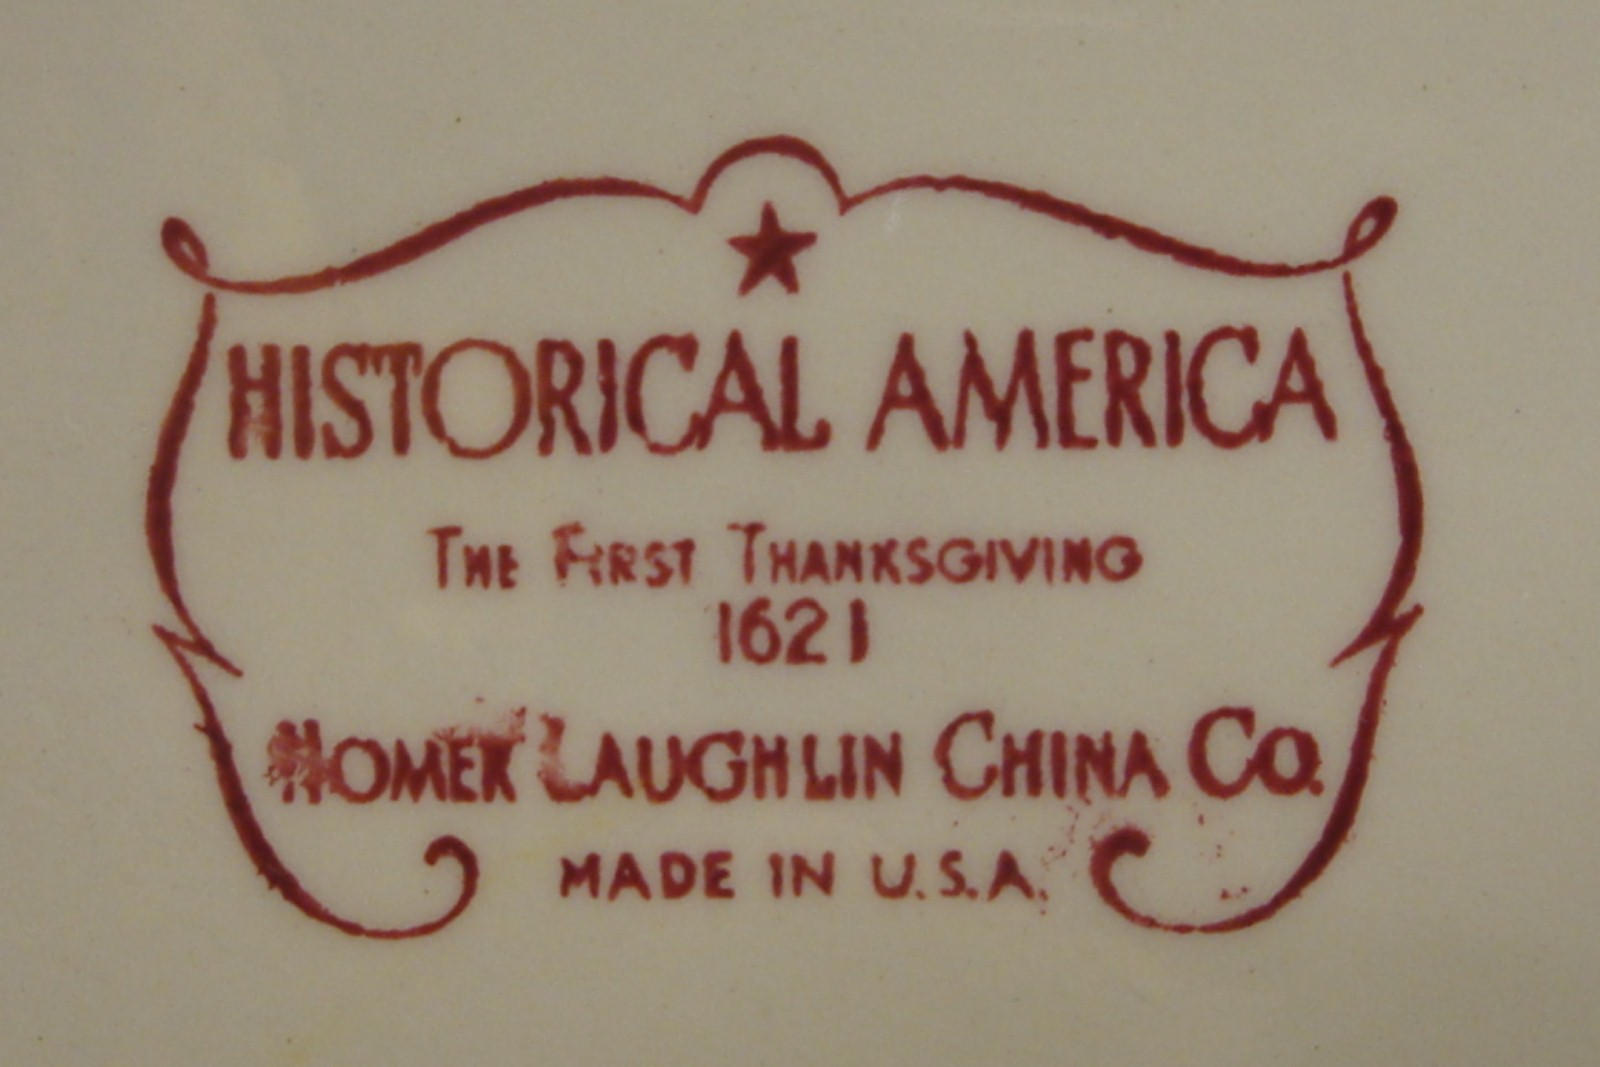 HISTORICAL AMERICA
THE FIRST THANKSGIVING
1621
HOMER LAUGHLIN CHINA CO.
MADE IN U.S.A.